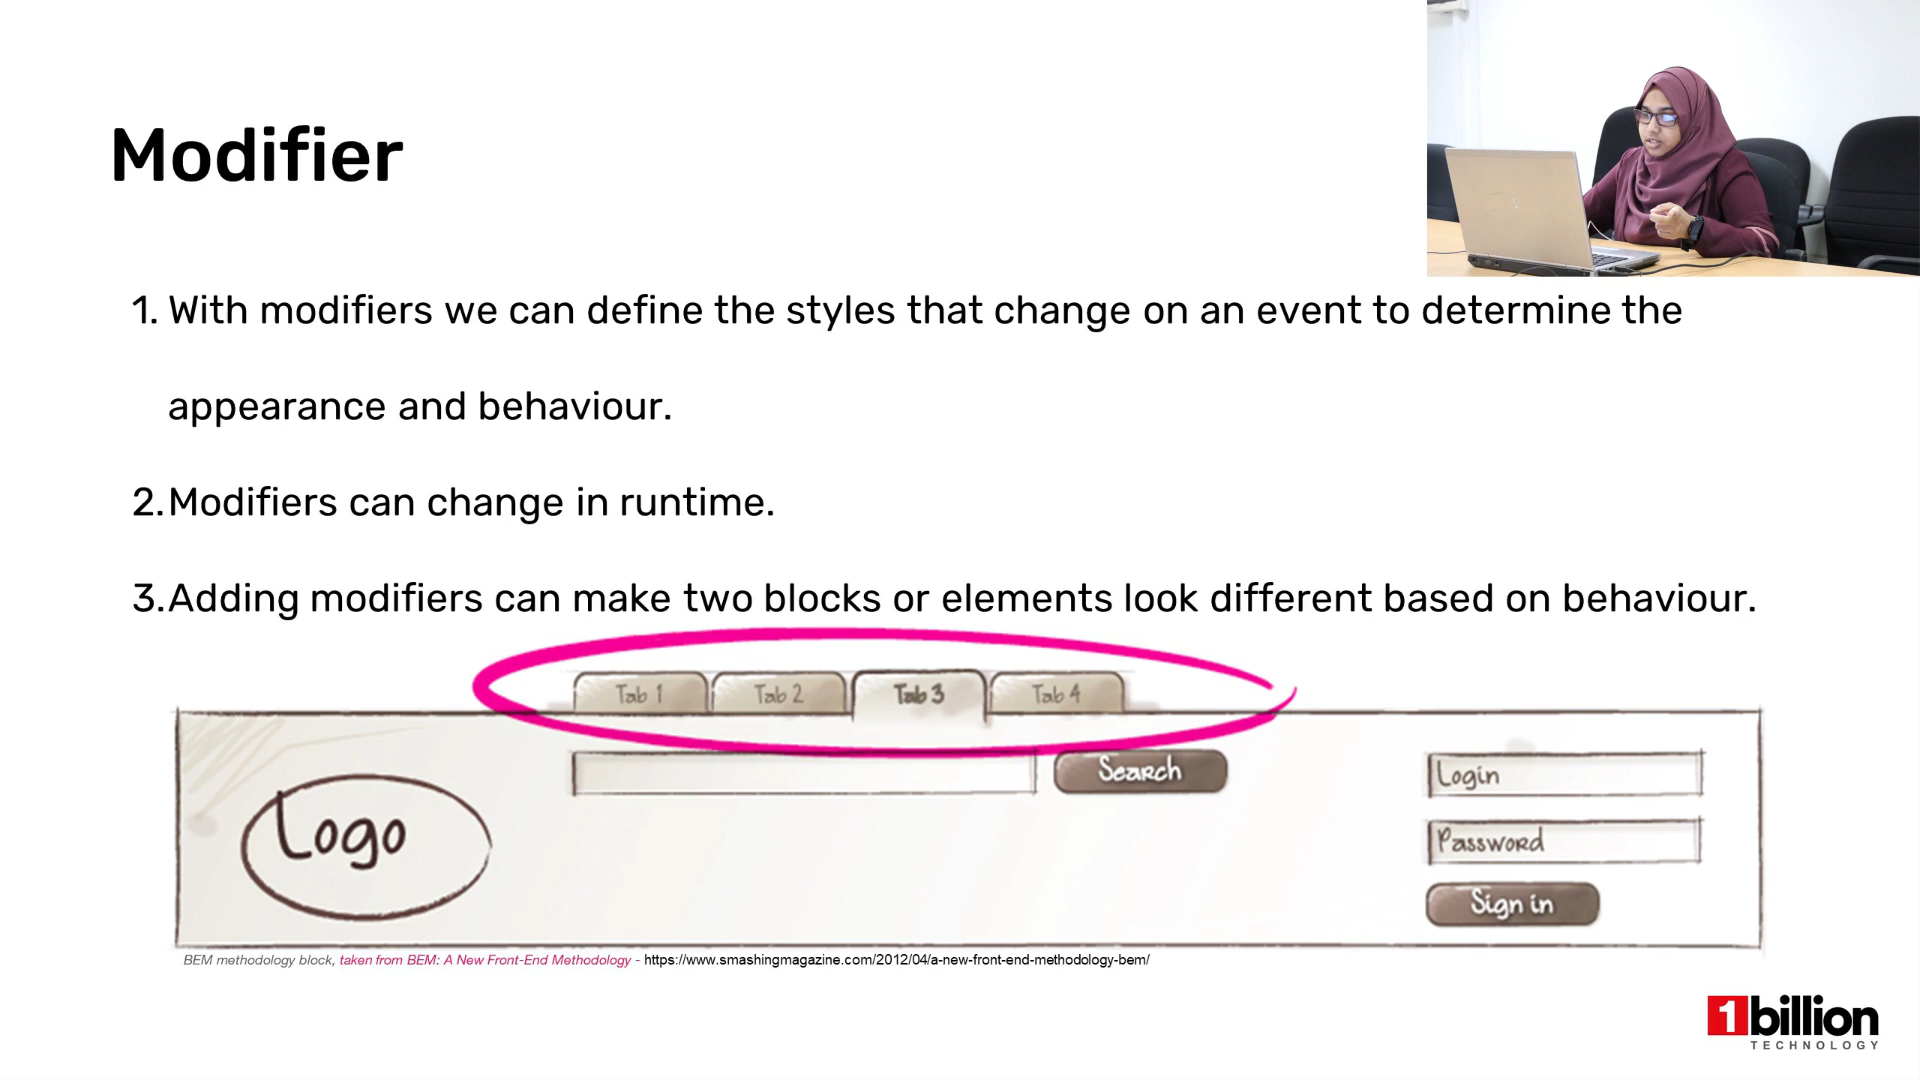 Modifier
1. With modifiers we can define the styles that change on an event to determine the
appearance and behaviour.
2. Modifiers can change in runtime.
3. Adding modifiers can make two blocks or elements look different based on behaviour.
Tab 1 Tab 2 Tab 3 Tab 4
Search
Login
Logo
Password
Sign in
BEM methodology block, taken from BEM: A New Front-End Methodology - https://www.smashingmagazine.com/2012/04/a-new-front-end-methodology-bem/
1billion
TECHNOLOGY